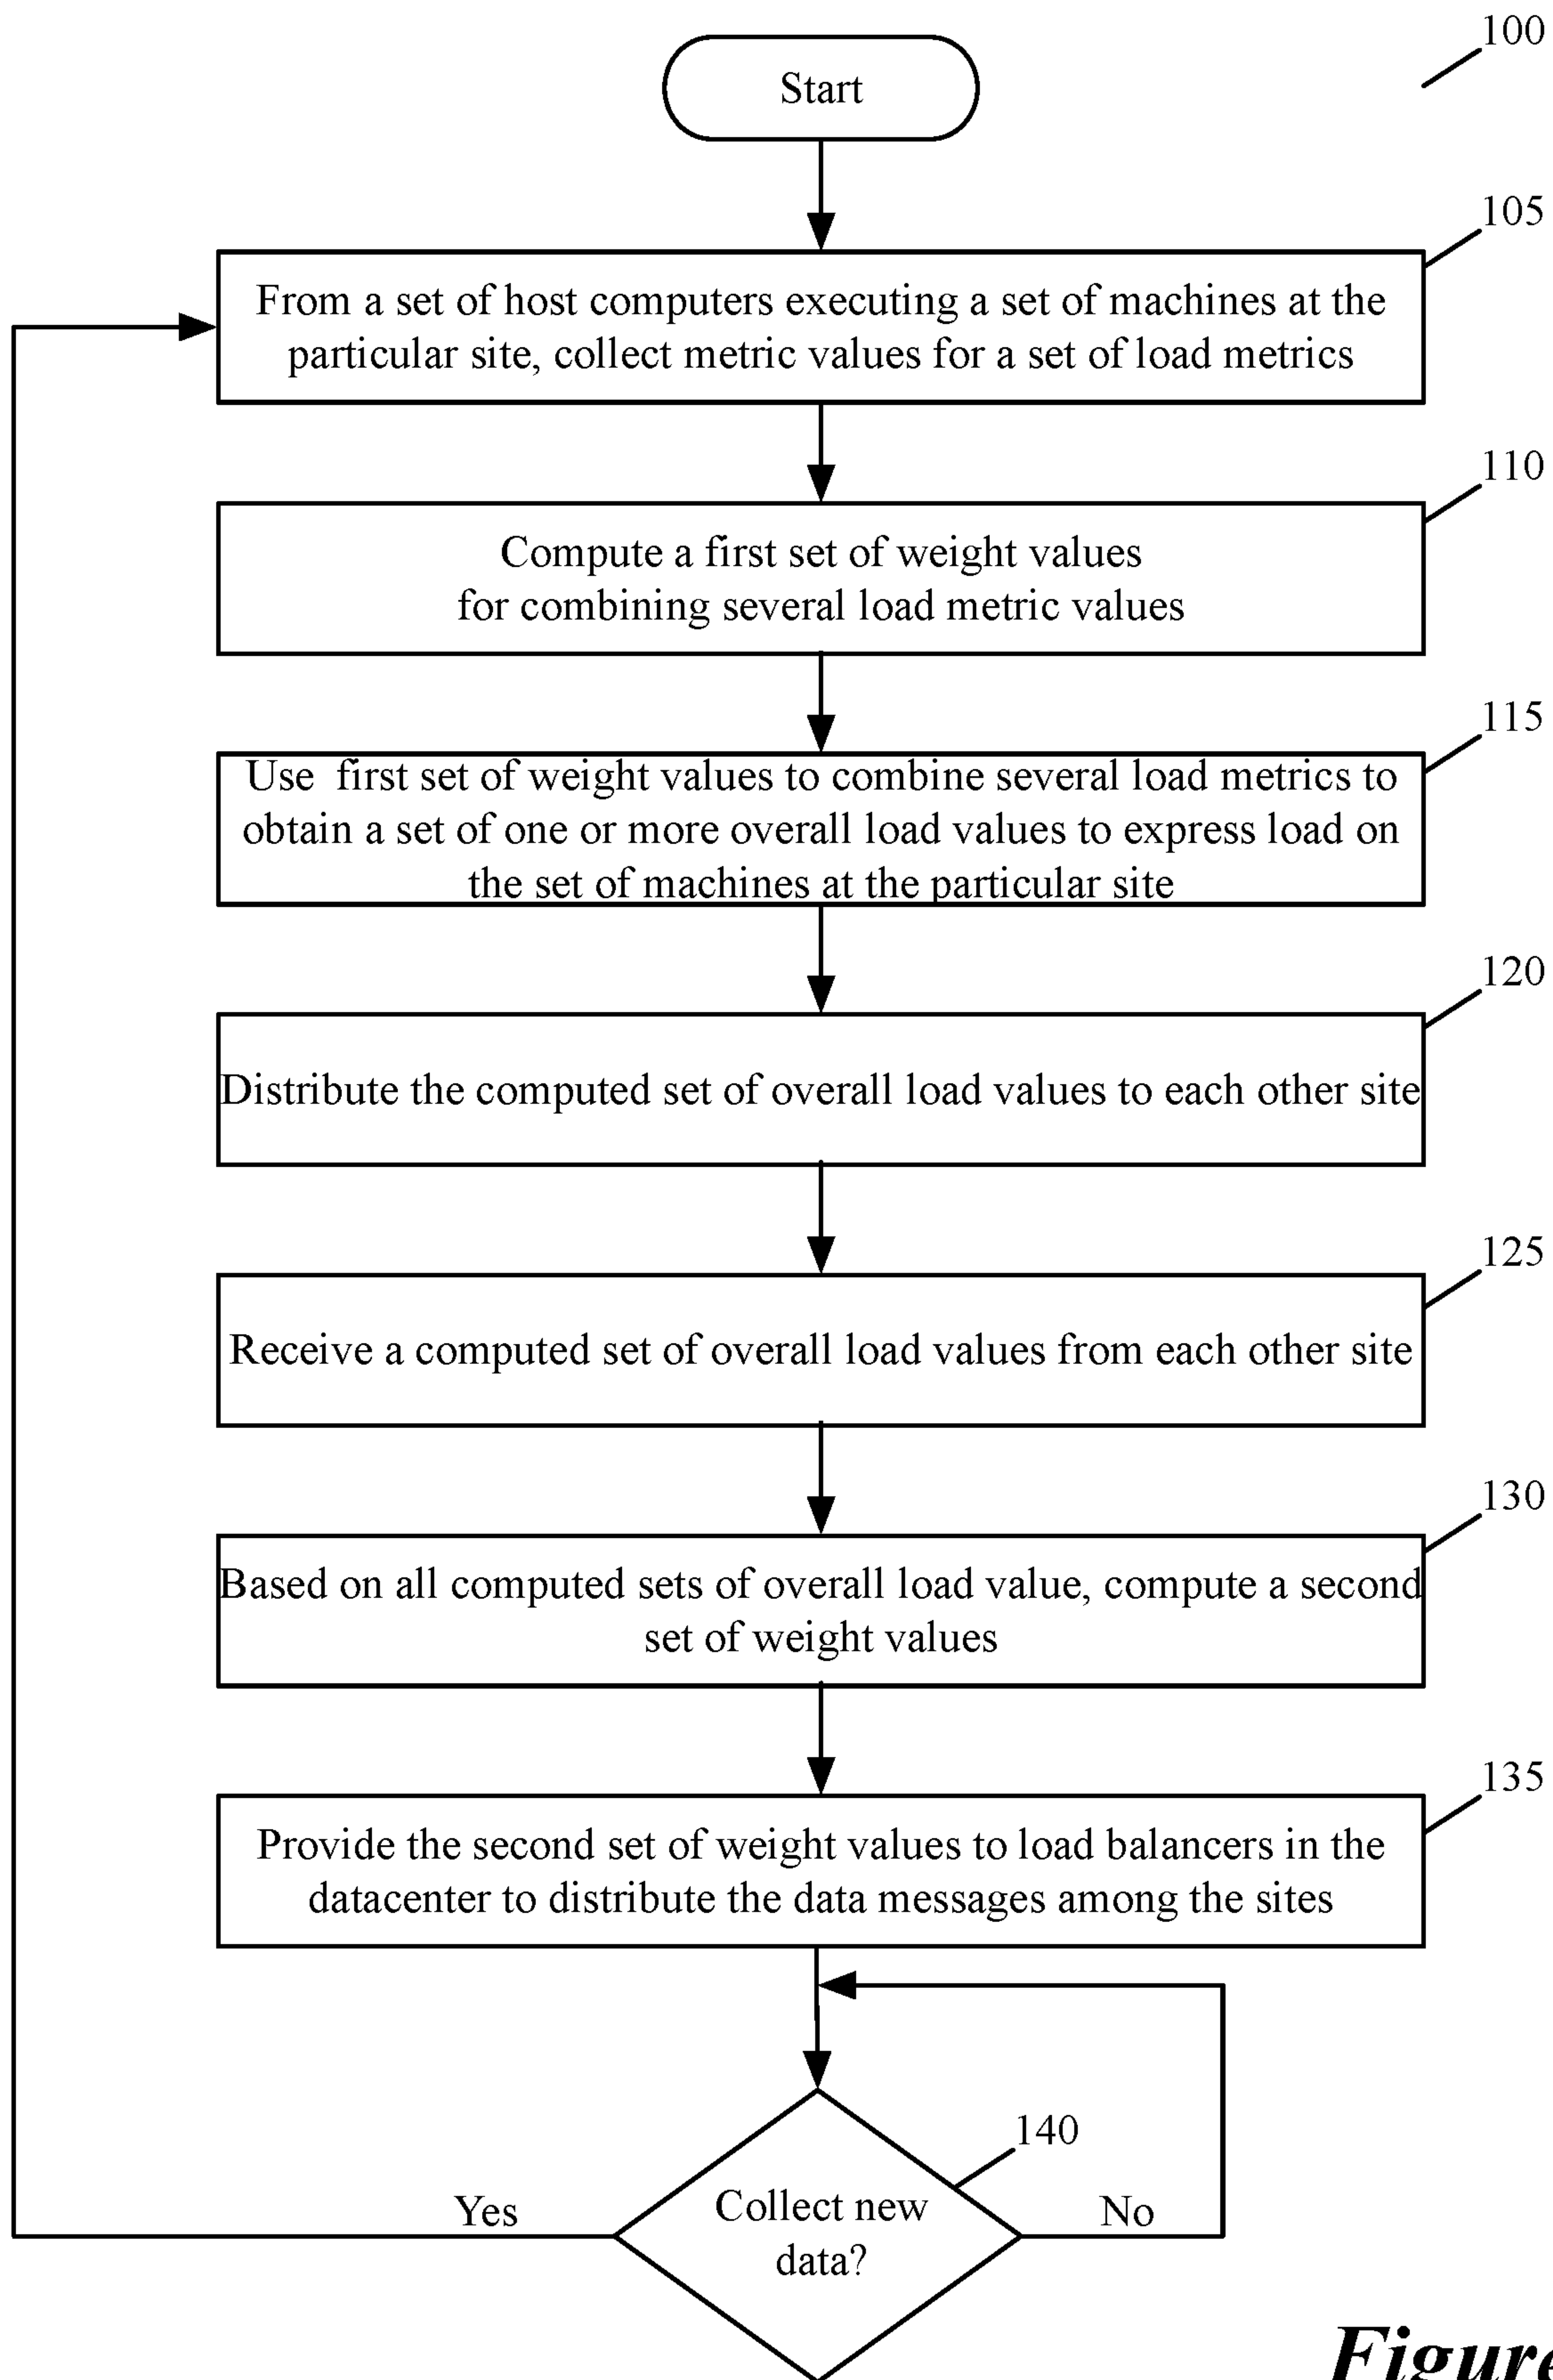 100
Start
105
From a set of host computers executing a set of machines at the
particular site, collect metric values for a set of load metrics
110
Compute a first set of weight values
for combining several load metric values
115
Use first set of weight values to combine several load metrics to
obtain a set of one or more overall load values to express load on
the set of machines at the particular site
120
Distribute the computed set of overall load values to each other site
125
Receive a computed set of overall load values from each other site
130
Based on all computed sets of overall load value, compute a second
set of weight values
135
Provide the second set of weight values to load balancers in the
datacenter to distribute the data messages among the sites
140
Collect new
data?
Yes
No
Figure